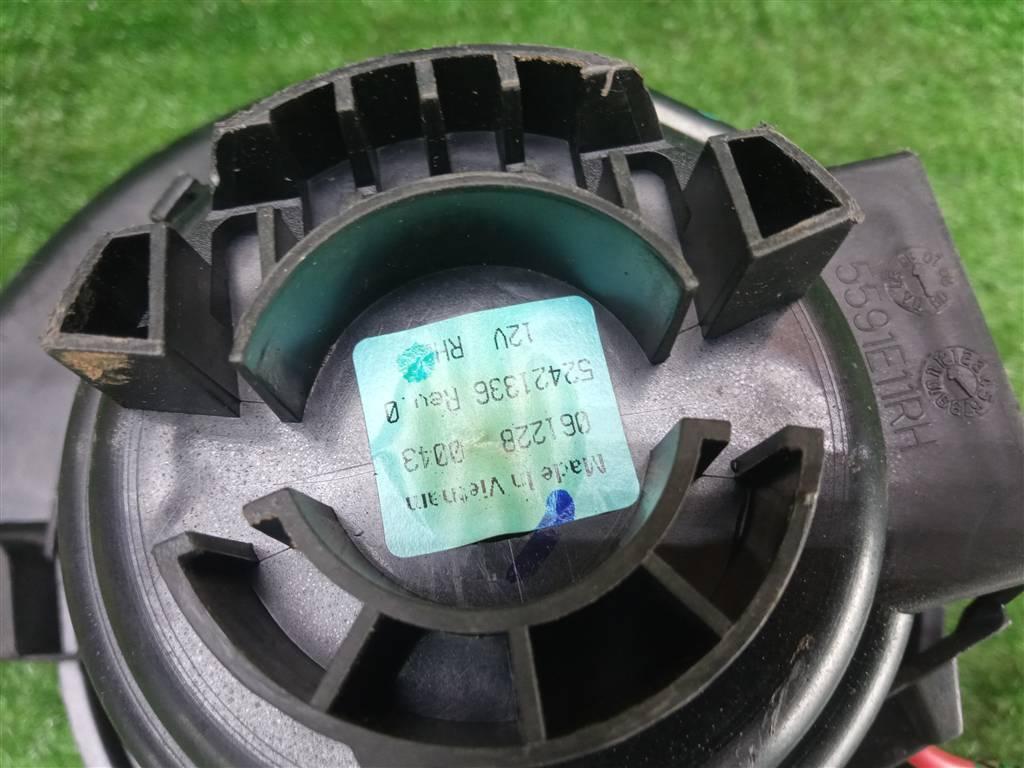 12V RH
52421336 Rev.0
061228 0043
Made in Vietnam
5591E11RH